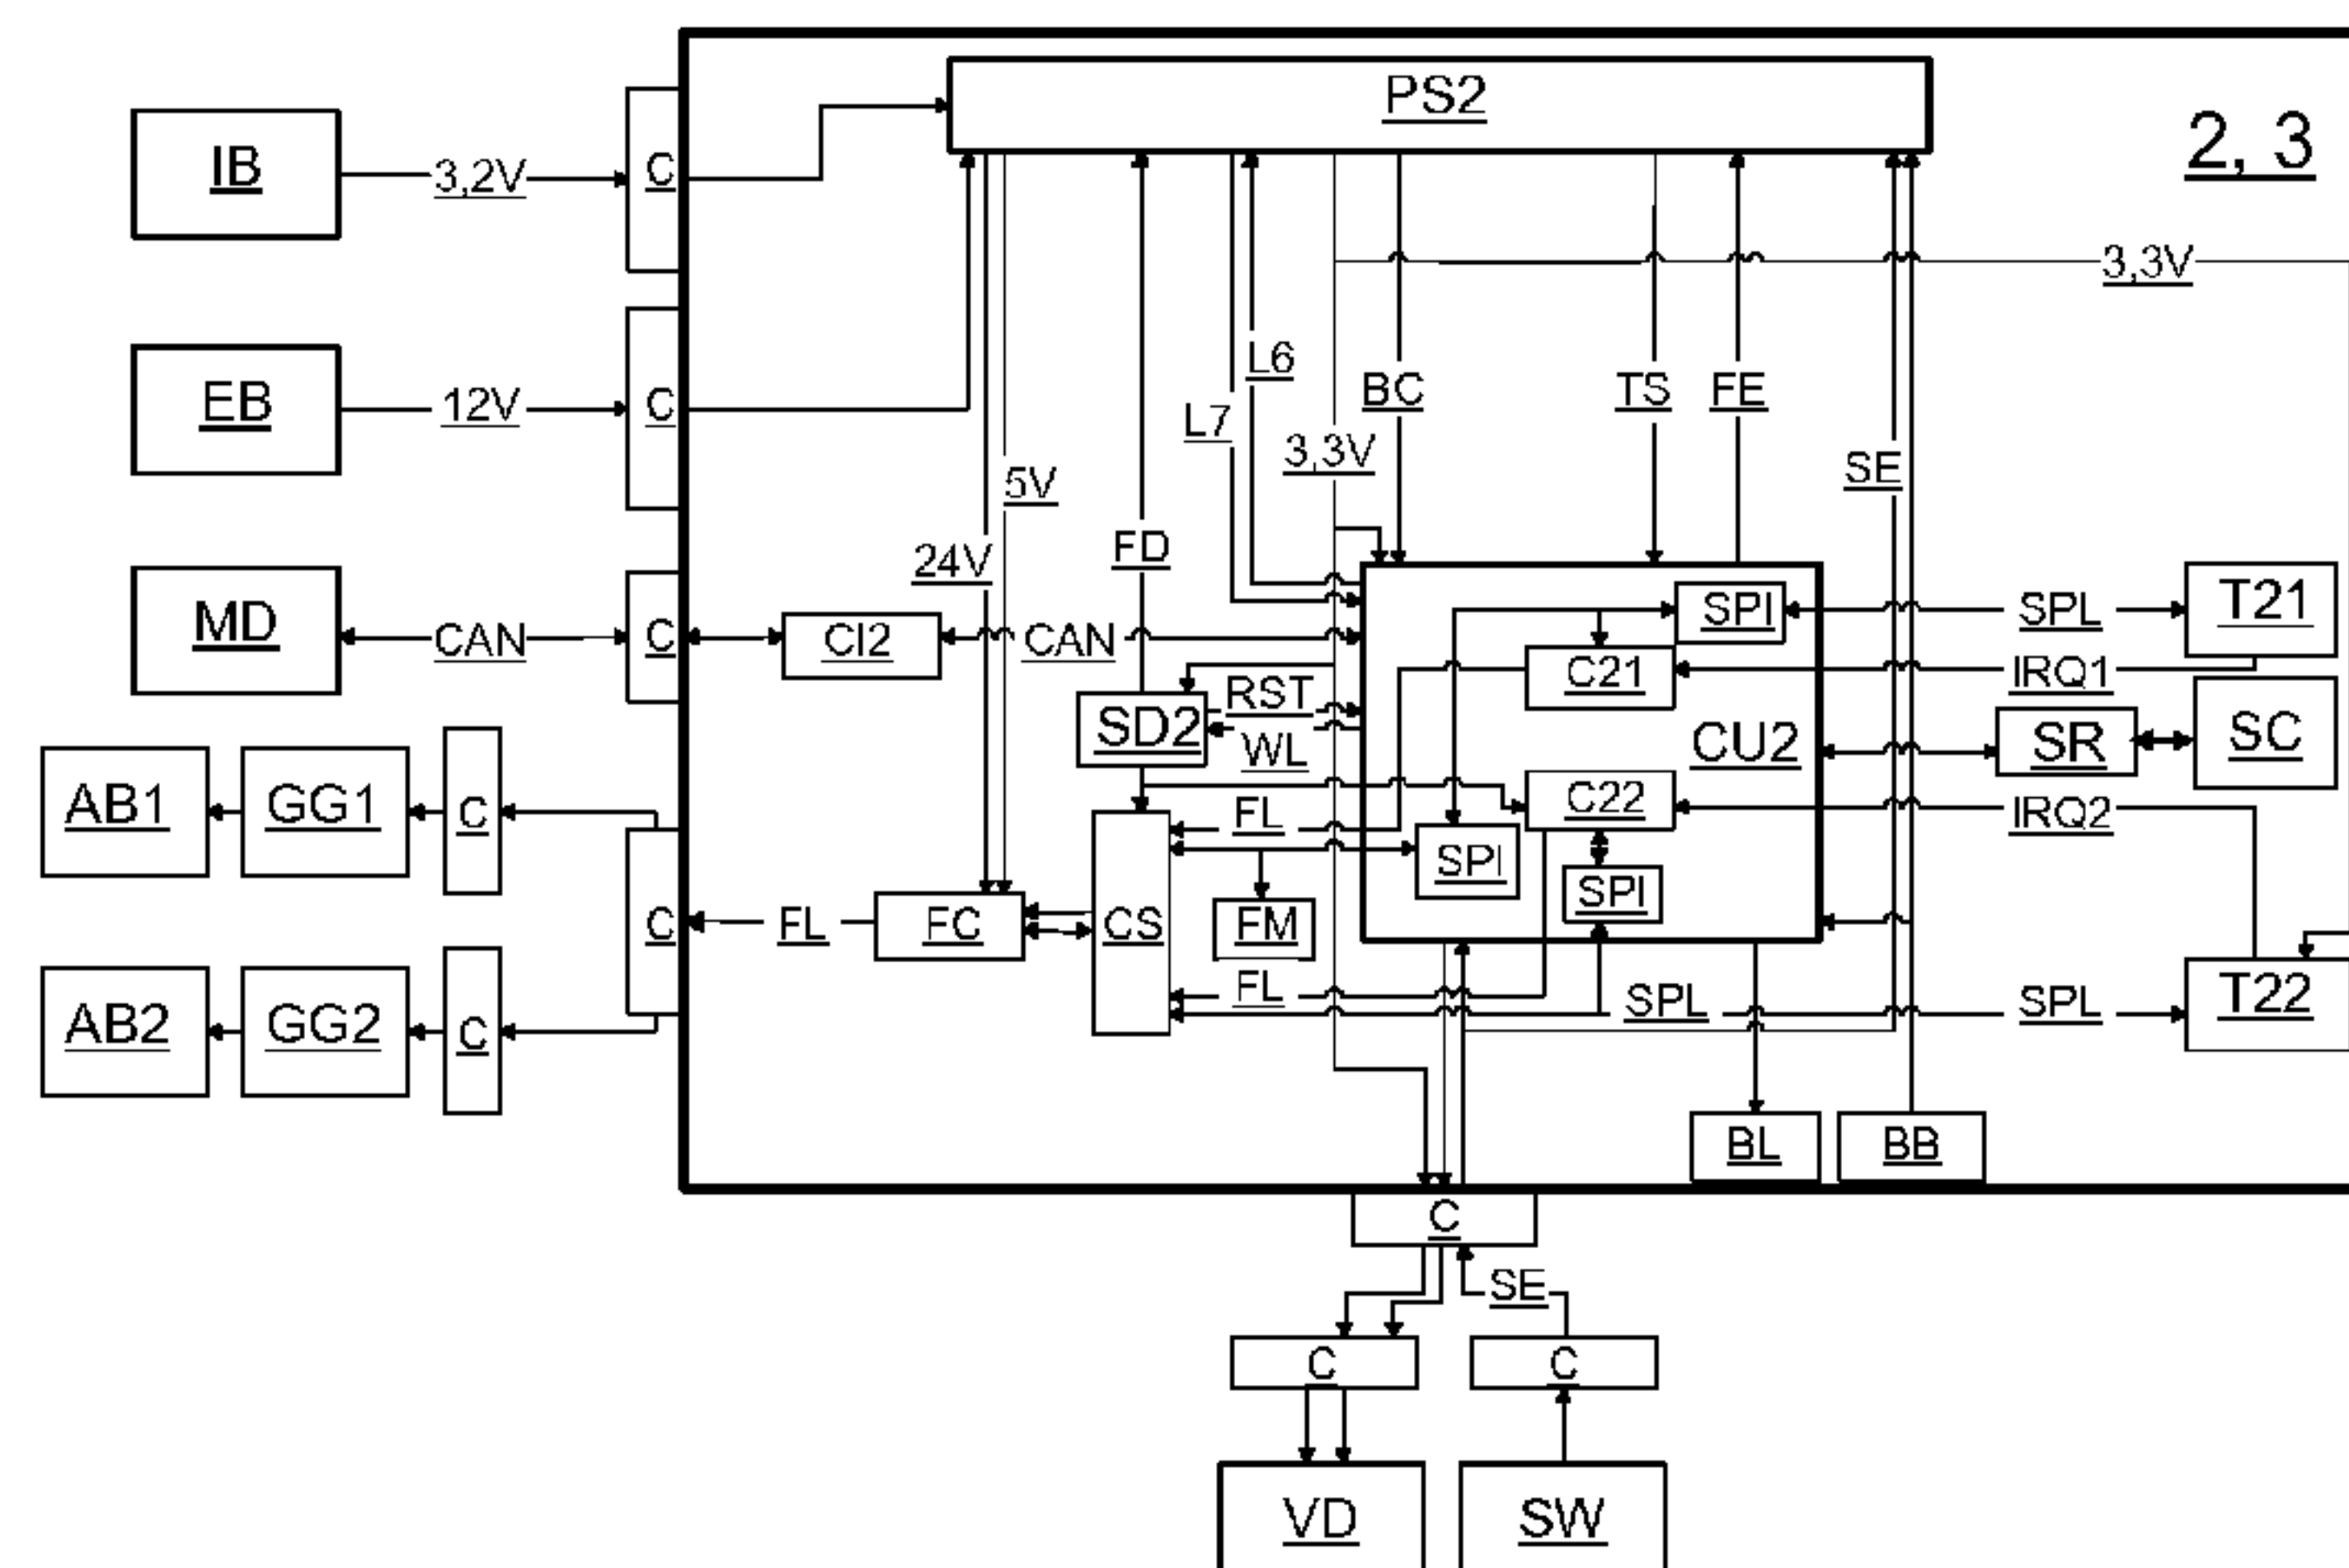 PS2
2, 3
IB
3,2V
C
3,3V
EB
12V
C
L6
BC
TS
FE
L7
3,3V
SE
5V
24V
FD
MD
CAN
C
CI2
CAN
SPI
SPL
T21
C21
IRQ1
RST
SD2
WL
CU2
SR
SC
AB1
GG1
C
C22
IRQ2
FL
SPI
SPI
C
FL
FC
CS
FM
AB2
GG2
C
FL
SPL
SPL
T22
BL
BB
C
SE
C
C
VD
SW